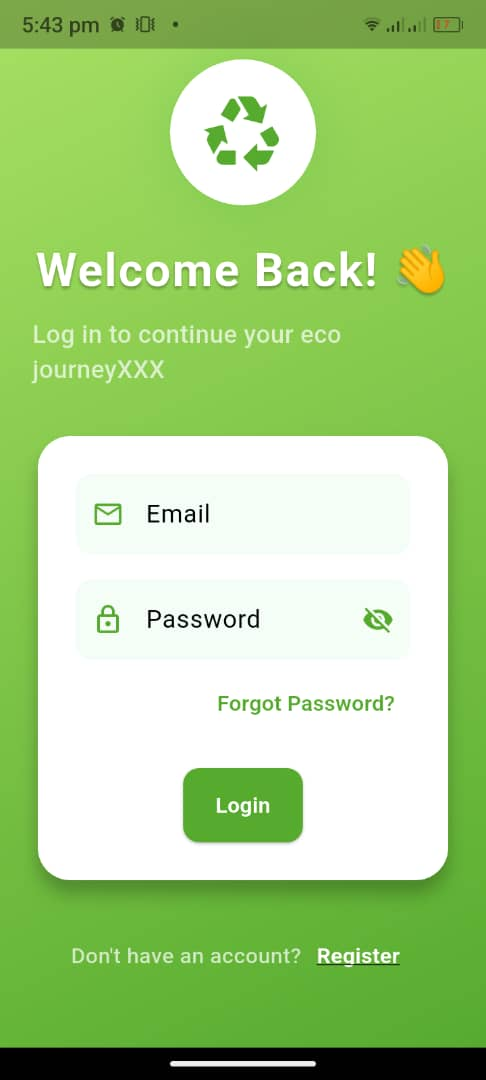 5:43 pm
7
Welcome Back! 👋
Log in to continue your eco
journeyXXX
Email
Password
Forgot Password?
Login
Don't have an account? Register